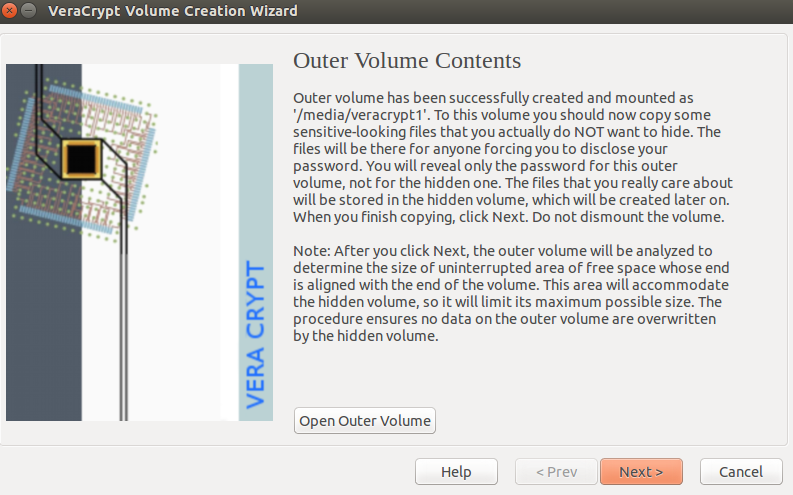 VeraCrypt Volume Creation Wizard
Outer Volume Contents
Outer volume has been successfully created and mounted as
'/media/veracrypt1'. To this volume you should now copy some
sensitive-looking files that you actually do NOT want to hide. The
files will be there for anyone forcing you to disclose your
password. You will reveal only the password for this outer
volume, not for the hidden one. The files that you really care about
will be stored in the hidden volume, which will be created later on.
When you finish copying, click Next. Do not dismount the volume.
Note: After you click Next, the outer volume will be analyzed to
determine the size of uninterrupted area of free space whose end
is aligned with the end of the volume. This area will accommodate
the hidden volume, so it will limit its maximum possible size. The
procedure ensures no data on the outer volume are overwritten
by the hidden volume.
VERA CRYPT
Open Outer Volume
Help
< Prev
Next >
Cancel